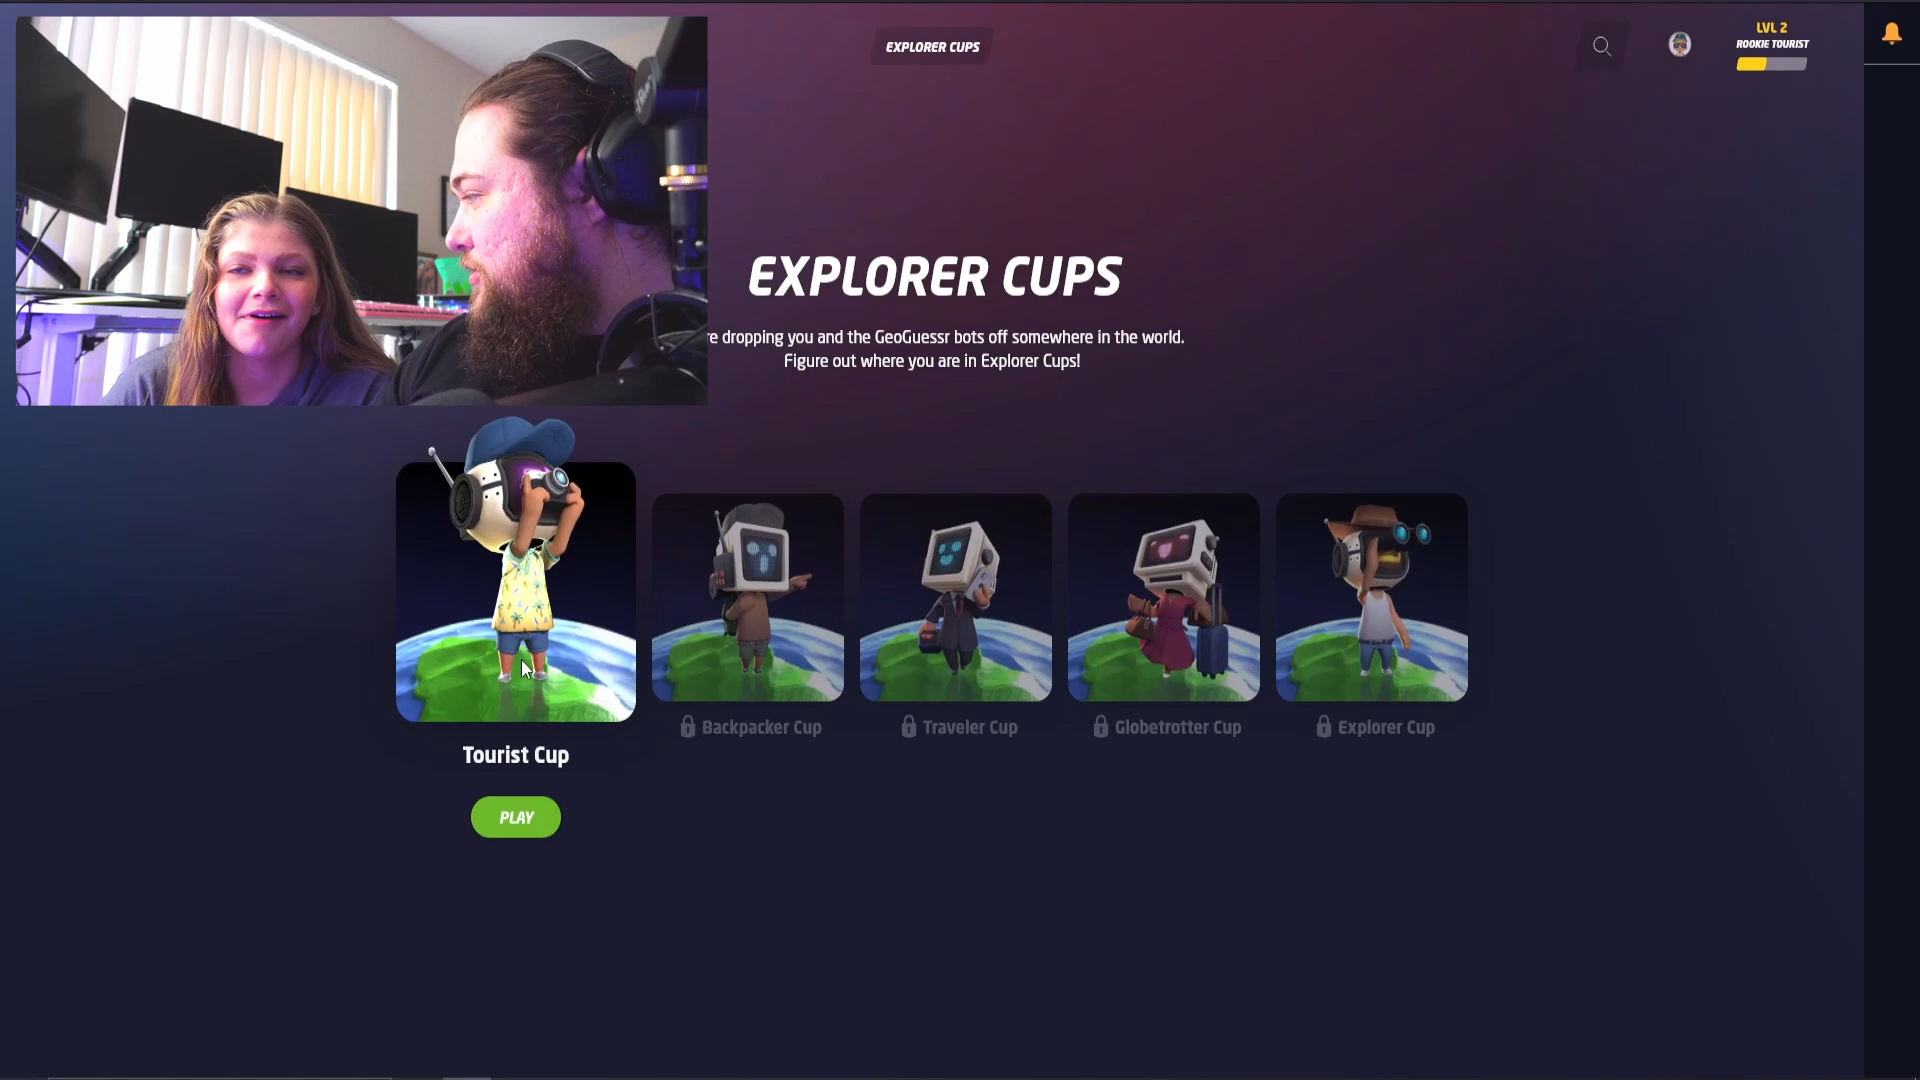 EXPLORER CUPS
LVL 2
ROOKIE TOURIST
EXPLORER CUPS
re dropping you and the GeoGuessr bots off somewhere in the world.
Figure out where you are in Explorer Cups!
Tourist Cup
Backpacker Cup
Traveler Cup
Globetrotter Cup
Explorer Cup
PLAY